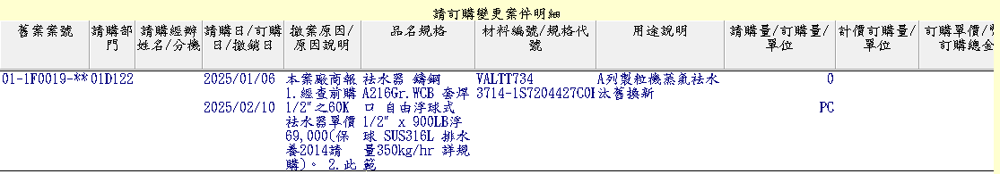 請訂購變更案件明細
舊案案號 請購部門 請購經辦姓名/分機 請購日/訂購日/撤銷日 撤案原因/原因說明 品名規格 材料編號/規格代號 用途說明 請購量/訂購量/單位 計價訂購量/單位 訂購單價/
訂購總金
01-1F0019-** 01D122 2025/01/06 本案廠商報 祛水器 鑄鋼 VALTT734 A列製粒機蒸氣祛水 0
1.經查前購 A216Gr.WCB 套焊 3714-1S7204427C0 汰舊換新
2025/02/10 1/2"之60K 口 自由浮球式 PC
祛水器單價 1/2" x 900LB浮
69,000(保 球 SUS316L 排水
養2014請 量350kg/hr 詳規
購)。 2.此 範